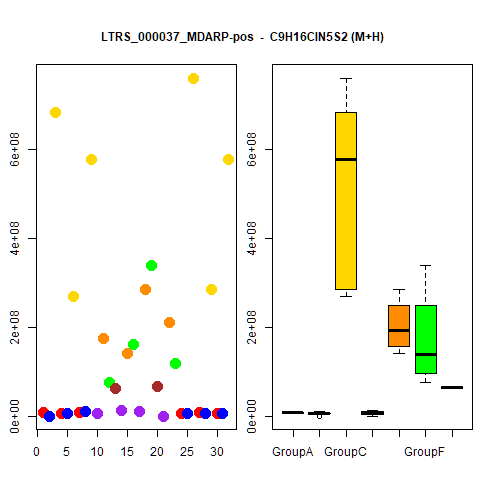 LTRS_000037_MDARP-pos - C9H16ClN5S2 (M+H)
0e+00 2e+08 4e+08 6e+08
0 5 10 15 20 25 30
0e+00 2e+08 4e+08 6e+08
GroupA GroupC GroupF